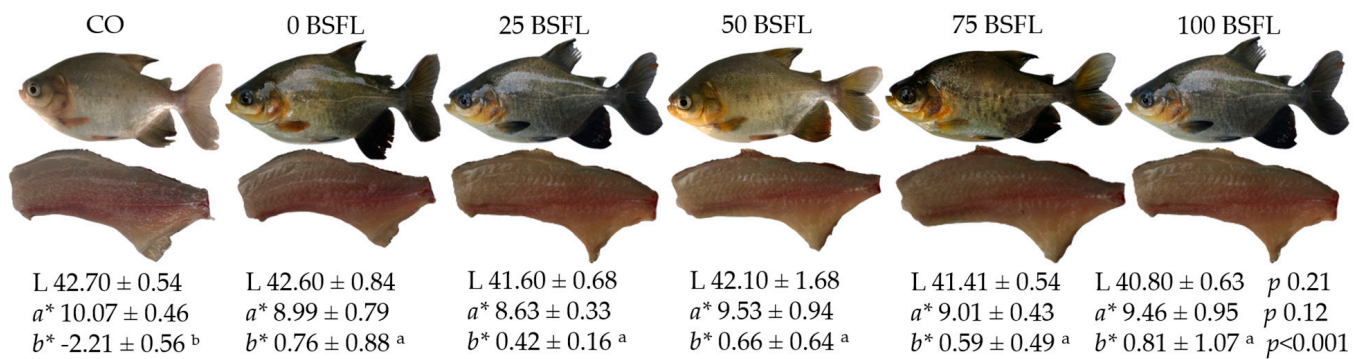 CO 0 BSFL 25 BSFL 50 BSFL 75 BSFL 100 BSFL
L 42.70 ± 0.54 L 42.60 ± 0.84 L 41.60 ± 0.68 L 42.10 ± 1.68 L 41.41 ± 0.54 L 40.80 ± 0.63 p 0.21
a* 10.07 ± 0.46 a* 8.99 ± 0.79 a* 8.63 ± 0.33 a* 9.53 ± 0.94 a* 9.01 ± 0.43 a* 9.46 ± 0.95 p 0.12
b* -2.21 ± 0.56 b b* 0.76 ± 0.88 a b* 0.42 ± 0.16 a b* 0.66 ± 0.64 a b* 0.59 ± 0.49 a b* 0.81 ± 1.07 a p<0.001